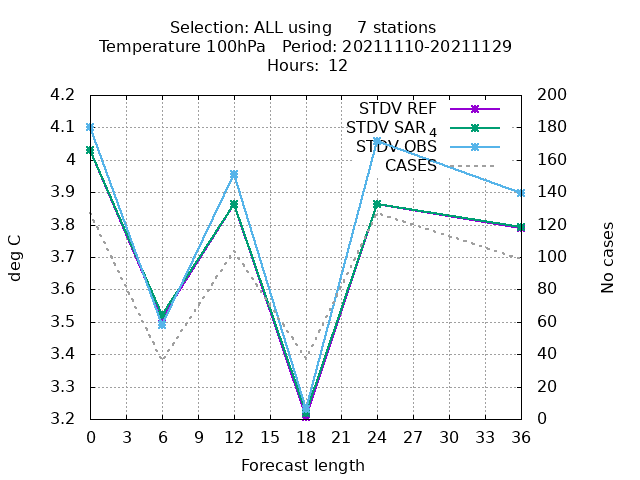 Selection: ALL using 7 stations
Temperature 100hPa Period: 20211110-20211129
Hours: 12
4.2
4.1
4
3.9
3.8
3.7
3.6
3.5
3.4
3.3
3.2
deg C
STDV REF
STDV SAR4
STDV OBS
CASES
200
180
160
140
120
100
80
60
40
20
0
No cases
0 3 6 9 12 15 18 21 24 27 30 33 36
Forecast length